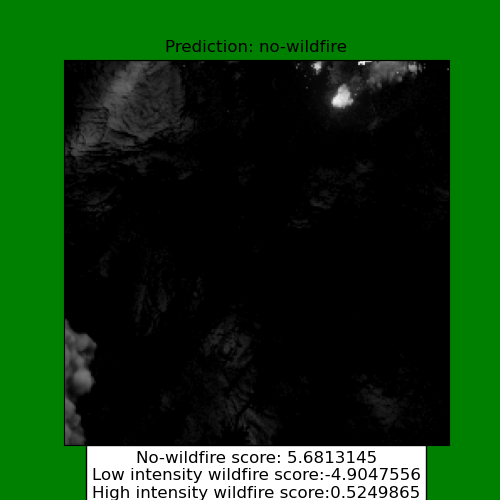 Prediction: no-wildfire
No-wildfire score: 5.6813145
Low intensity wildfire score:-4.9047556
High intensity wildfire score:0.5249865